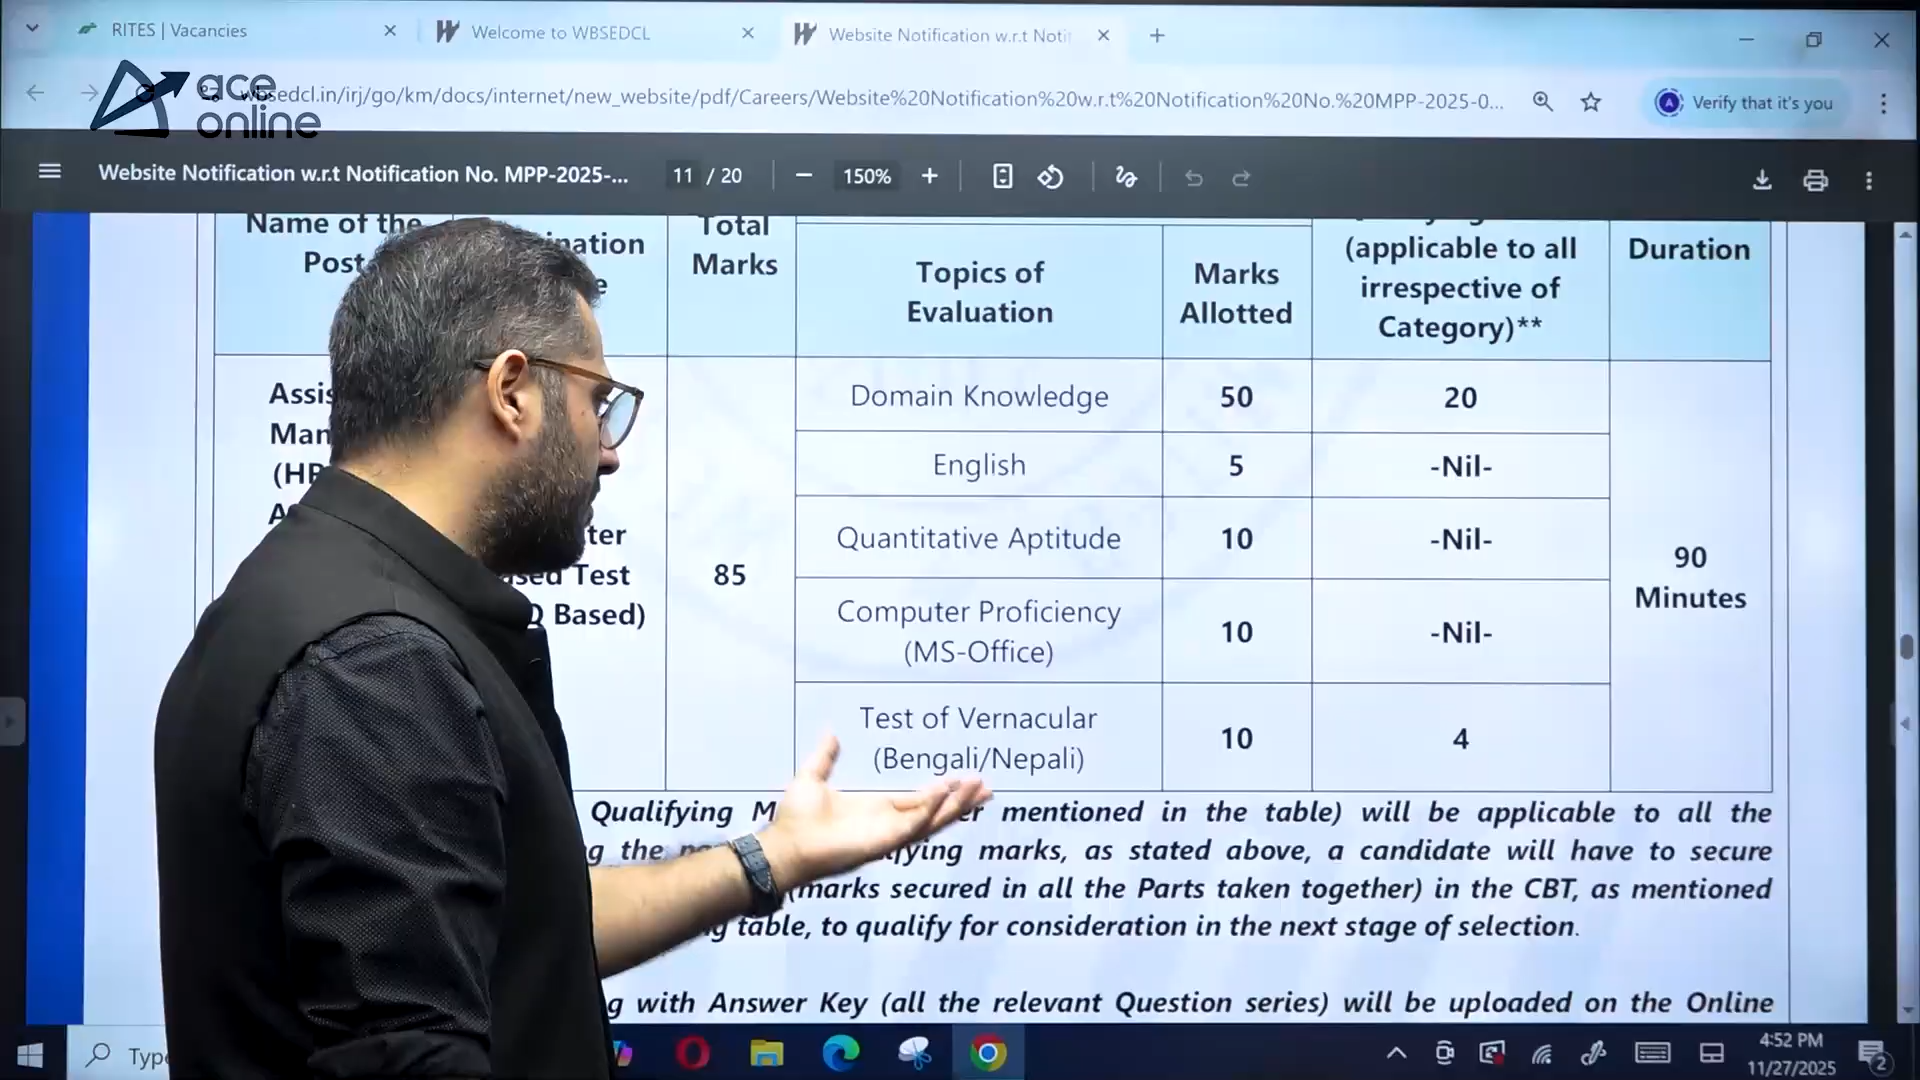 RITES | Vacancies
Welcome to WBSEDCL
Website Notification w.r.t Noti
ace
online
wbsedcl.in/irj/go/km/docs/internet/new_website/pdf/Careers/Website%20Notification%20w.r.t%20Notification%20No.%20MPP-2025-0...
Verify that it's you
Website Notification w.r.t Notification No. MPP-2025-...
11 / 20
150%
Name of the
Post
Total
Marks
Topics of
Evaluation
Marks
Allotted
(applicable to all
irrespective of
Category)**
Duration
85
Domain Knowledge 50 20
English 5 -Nil-
Quantitative Aptitude 10 -Nil-
Computer Proficiency
(MS-Office)
10 -Nil-
Test of Vernacular
(Bengali/Nepali)
10 4
90
Minutes
Test
Based)
Qualifying mentioned in the table) will be applicable to all the
the marks, as stated above, a candidate will have to secure
(marks secured in all the Parts taken together) in the CBT, as mentioned
table, to qualify for consideration in the next stage of selection.
with Answer Key (all the relevant Question series) will be uploaded on the Online
4:52 PM
11/27/2025
2